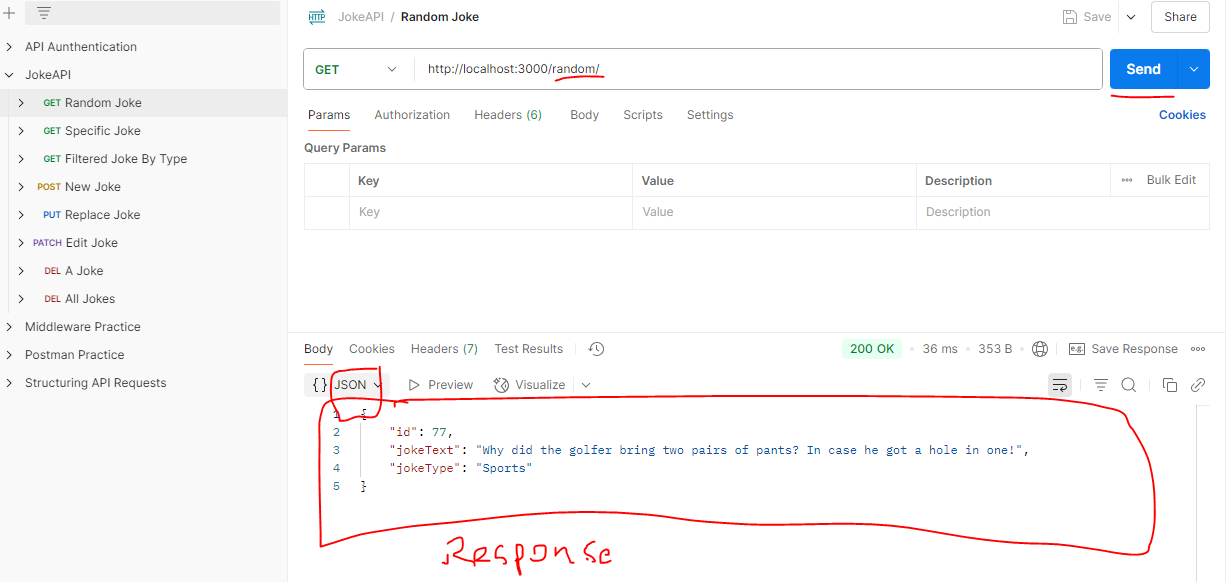 HTTP JokeAPI / Random Joke Save Share
API Aunthentication
JokeAPI
GET Random Joke
GET Specific Joke
GET Filtered Joke By Type
POST New Joke
PUT Replace Joke
PATCH Edit Joke
DEL A Joke
DEL All Jokes
Middleware Practice
Postman Practice
Structuring API Requests
GET http://localhost:3000/random/ Send
Params Authorization Headers (6) Body Scripts Settings Cookies
Query Params
Key Value Description Bulk Edit
Key Value Description
Body Cookies Headers (7) Test Results 200 OK • 36 ms • 353 B • e.g. Save Response
{} JSON Preview Visualize
1 {
2 "id": 77,
3 "jokeText": "Why did the golfer bring two pairs of pants? In case he got a hole in one!",
4 "jokeType": "Sports"
5 }
Response